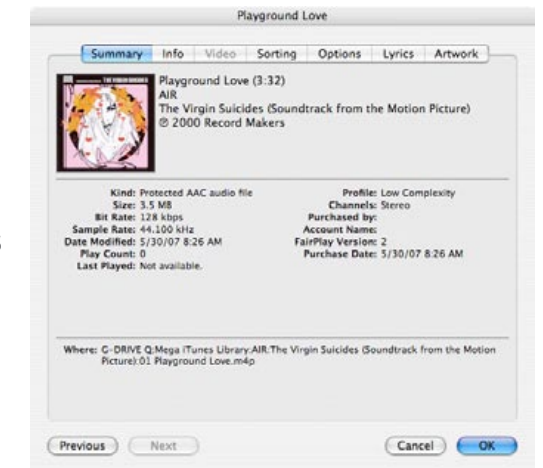 Playground Love
Summary Info Video Sorting Options Lyrics Artwork
Playground Love (3:32)
AIR
The Virgin Suicides (Soundtrack from the Motion Picture)
℗ 2000 Record Makers
Kind: Protected AAC audio file
Size: 3.5 MB
Bit Rate: 128 kbps
Sample Rate: 44.100 kHz
Date Modified: 5/30/07 8:26 AM
Play Count: 0
Last Played: Not available.
Profile: Low Complexity
Channels: Stereo
Purchased by:
Account Name:
FairPlay Version: 2
Purchase Date: 5/30/07 8:26 AM
Where: G-DRIVE Q:Mega iTunes Library:AIR:The Virgin Suicides (Soundtrack from the Motion
Picture):01 Playground Love.m4p
Previous Next Cancel OK